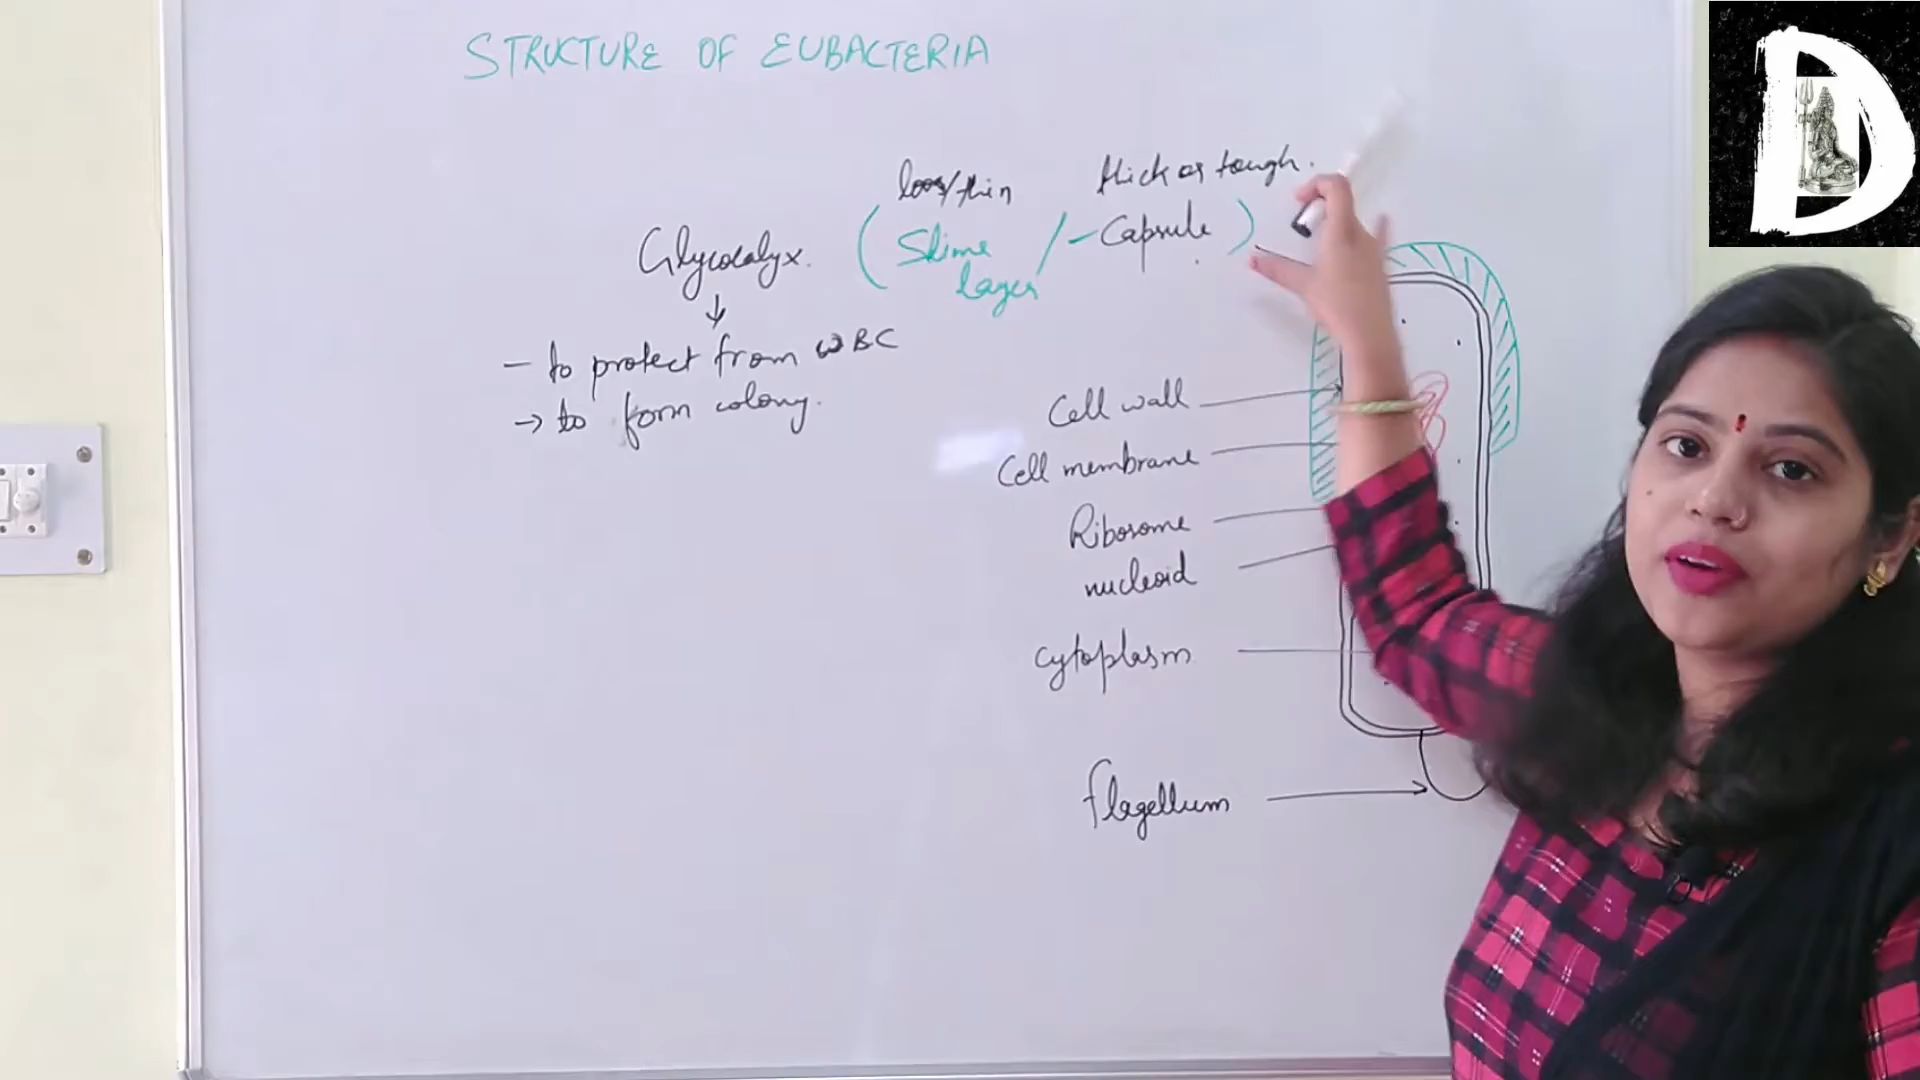 STRUCTURE OF EUBACTERIA
loos/thin thick or tough.
Glycocalyx. (Slime layer / - Capsule)
↓
- to protect from WBC
→ to form colony.
Cell wall
Cell membrane
Ribosome
nucleoid
cytoplasm
flagellum
D